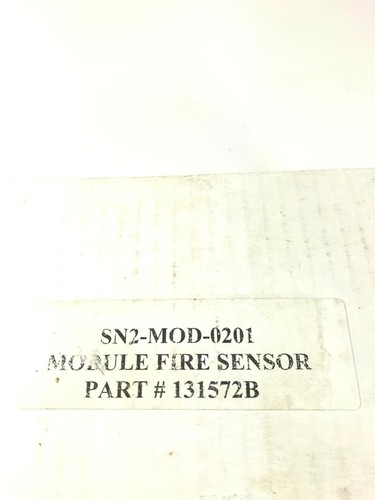 SN2-MOD-0201
MODULE FIRE SENSOR
PART # 131572B